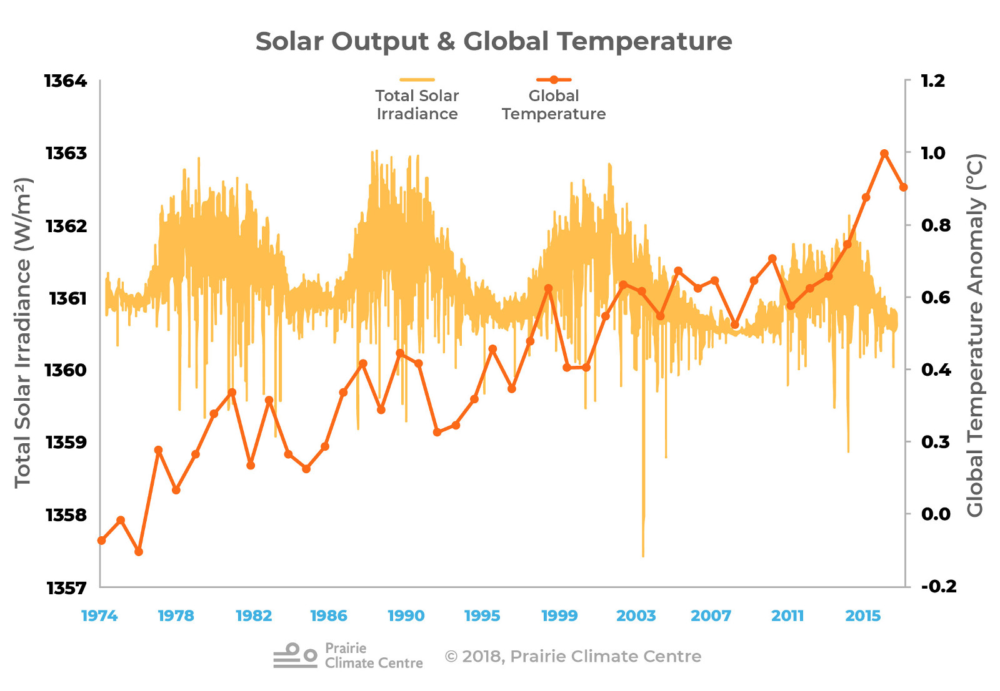 Solar Output & Global Temperature
Total Solar
Irradiance
Global
Temperature
Total Solar Irradiance (W/m²)
1364
1363
1362
1361
1360
1359
1358
1357
1.2
1.0
0.8
0.6
0.4
0.3
0.0
-0.2
Global Temperature Anomaly (°C)
1974 1978 1982 1986 1990 1995 1999 2003 2007 2011 2015
Prairie
Climate Centre
© 2018, Prairie Climate Centre